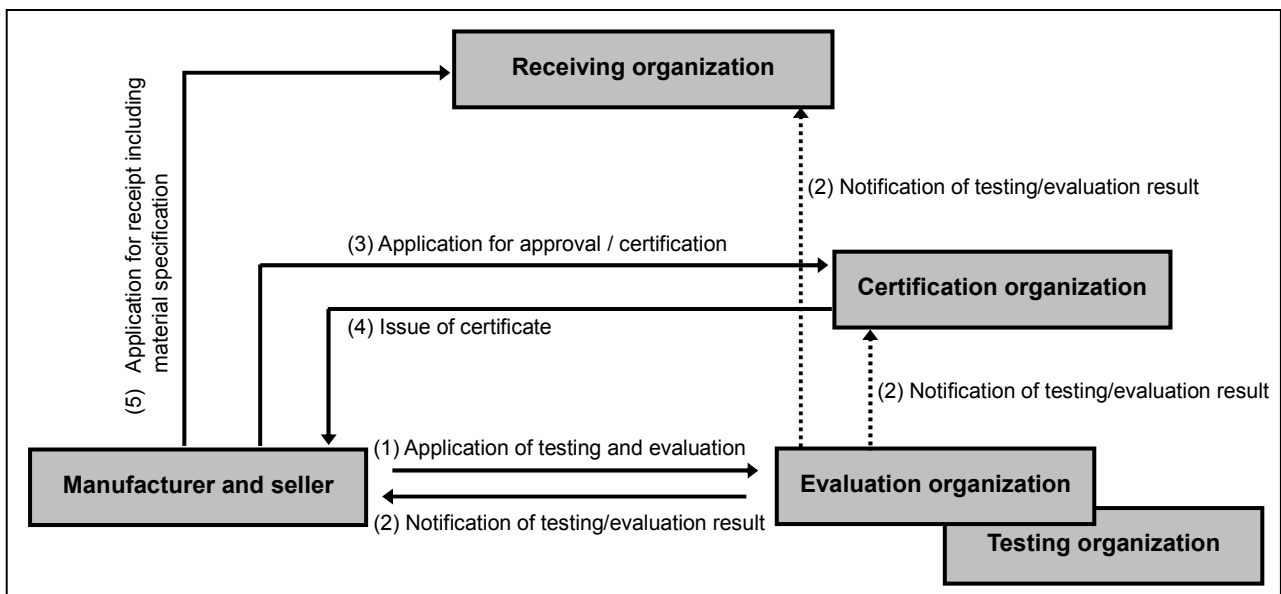 Receiving organization
(5) Application for receipt including
material specification
(2) Notification of testing/evaluation result
(3) Application for approval / certification
Certification organization
(4) Issue of certificate
(2) Notification of testing/evaluation result
(1) Application of testing and evaluation
Manufacturer and seller
Evaluation organization
(2) Notification of testing/evaluation result
Testing organization